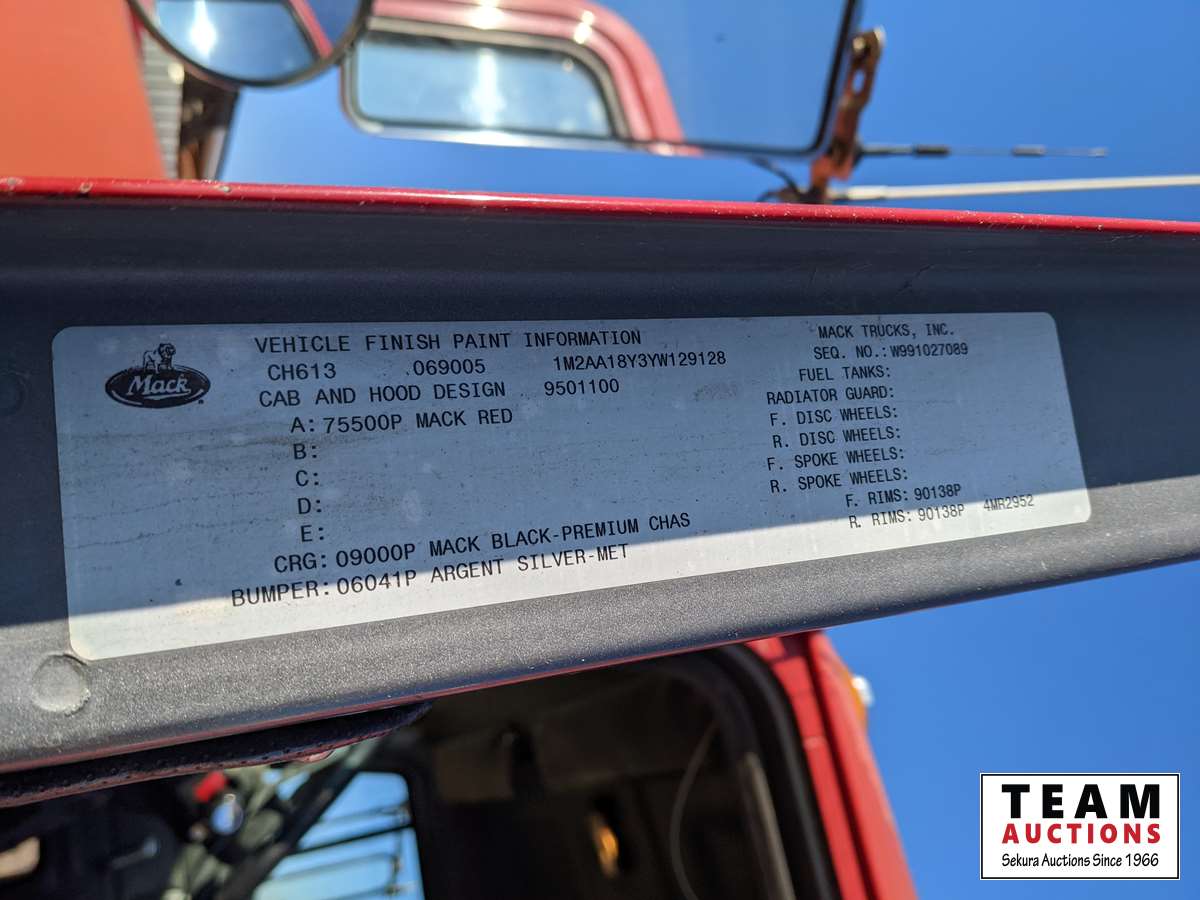 Mack
VEHICLE FINISH PAINT INFORMATION
CH613 069005 1M2AA18Y3YW129128
CAB AND HOOD DESIGN 9501100
A: 75500P MACK RED
B:
C:
D:
E:
CRG: 09000P MACK BLACK-PREMIUM CHAS
BUMPER: 06041P ARGENT SILVER-MET
MACK TRUCKS, INC.
SEQ. NO.: W991027089
FUEL TANKS:
RADIATOR GUARD:
F. DISC WHEELS:
R. DISC WHEELS:
F. SPOKE WHEELS:
R. SPOKE WHEELS:
F. RIMS: 90138P
R. RIMS: 90138P 4MR2952
TEAM
AUCTIONS
Sekura Auctions Since 1966